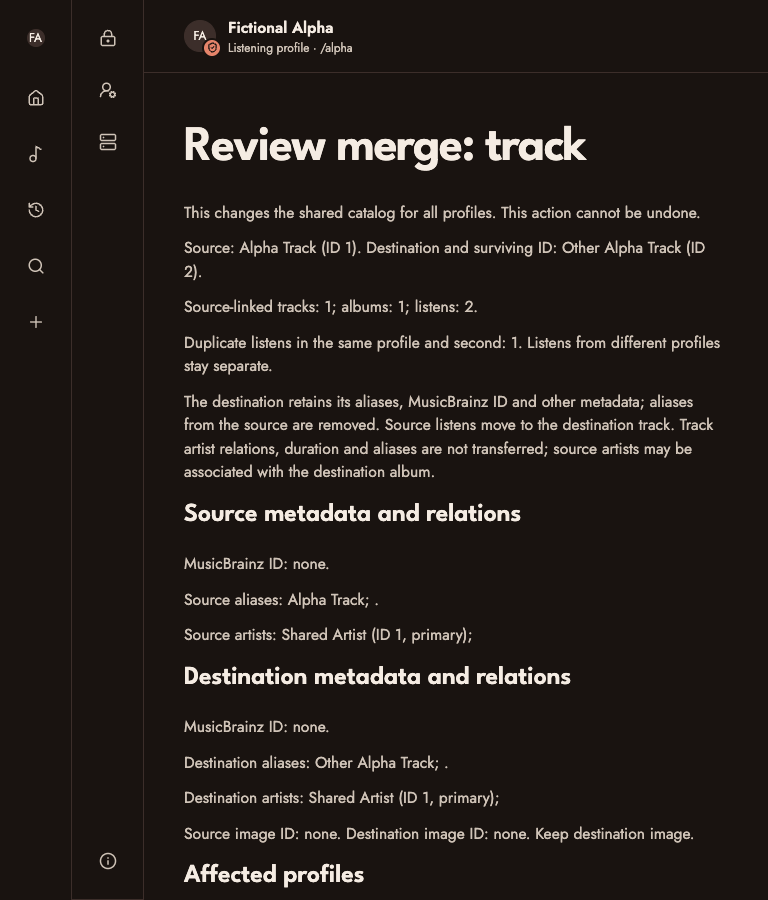 FA
FA
Fictional Alpha
Listening profile · /alpha
Review merge: track
This changes the shared catalog for all profiles. This action cannot be undone.
Source: Alpha Track (ID 1). Destination and surviving ID: Other Alpha Track (ID
2).
Source-linked tracks: 1; albums: 1; listens: 2.
Duplicate listens in the same profile and second: 1. Listens from different profiles
stay separate.
The destination retains its aliases, MusicBrainz ID and other metadata; aliases
from the source are removed. Source listens move to the destination track. Track
artist relations, duration and aliases are not transferred; source artists may be
associated with the destination album.
Source metadata and relations
MusicBrainz ID: none.
Source aliases: Alpha Track; .
Source artists: Shared Artist (ID 1, primary);
Destination metadata and relations
MusicBrainz ID: none.
Destination aliases: Other Alpha Track; .
Destination artists: Shared Artist (ID 1, primary);
Source image ID: none. Destination image ID: none. Keep destination image.
Affected profiles